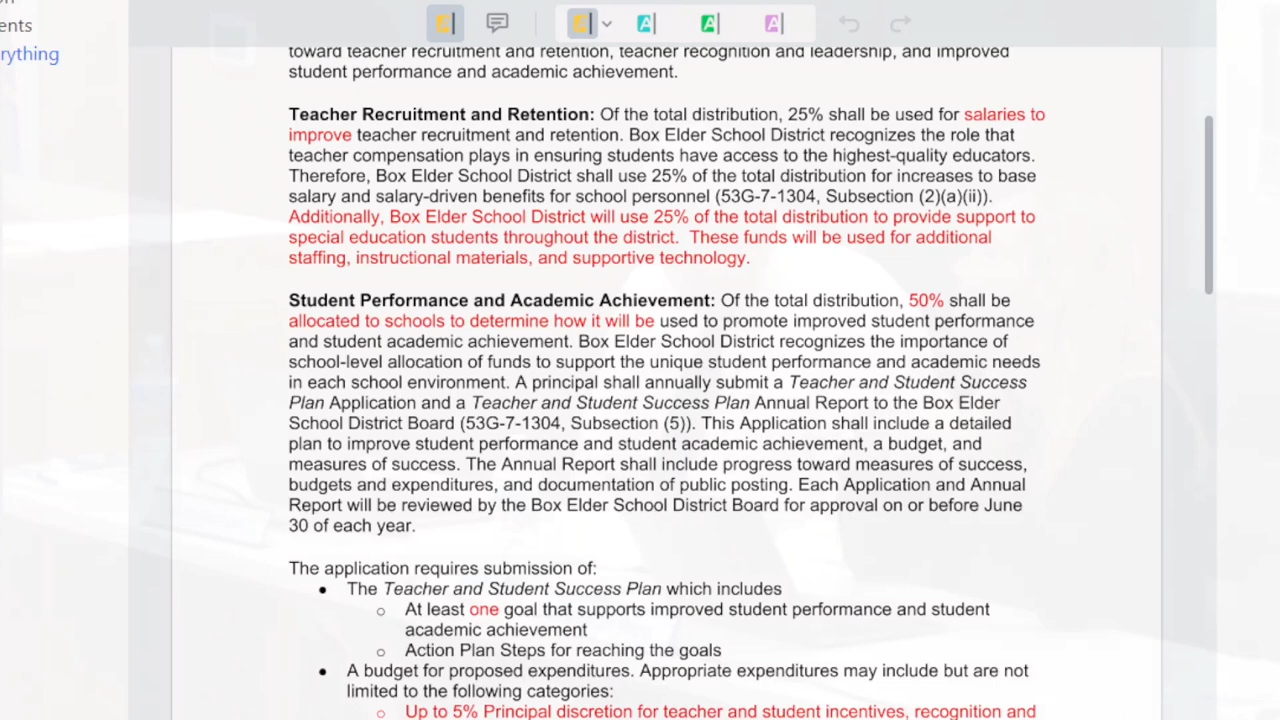 ents
rything
toward teacher recruitment and retention, teacher recognition and leadership, and improved
student performance and academic achievement.
Teacher Recruitment and Retention: Of the total distribution, 25% shall be used for salaries to
improve teacher recruitment and retention. Box Elder School District recognizes the role that
teacher compensation plays in ensuring students have access to the highest-quality educators.
Therefore, Box Elder School District shall use 25% of the total distribution for increases to base
salary and salary-driven benefits for school personnel (53G-7-1304, Subsection (2)(a)(ii)).
Additionally, Box Elder School District will use 25% of the total distribution to provide support to
special education students throughout the district.  These funds will be used for additional
staffing, instructional materials, and supportive technology.
Student Performance and Academic Achievement: Of the total distribution, 50% shall be
allocated to schools to determine how it will be used to promote improved student performance
and student academic achievement. Box Elder School District recognizes the importance of
school-level allocation of funds to support the unique student performance and academic needs
in each school environment. A principal shall annually submit a Teacher and Student Success
Plan Application and a Teacher and Student Success Plan Annual Report to the Box Elder
School District Board (53G-7-1304, Subsection (5)). This Application shall include a detailed
plan to improve student performance and student academic achievement, a budget, and
measures of success. The Annual Report shall include progress toward measures of success,
budgets and expenditures, and documentation of public posting. Each Application and Annual
Report will be reviewed by the Box Elder School District Board for approval on or before June
30 of each year.
The application requires submission of:
• The Teacher and Student Success Plan which includes
○ At least one goal that supports improved student performance and student
academic achievement
○ Action Plan Steps for reaching the goals
• A budget for proposed expenditures. Appropriate expenditures may include but are not
limited to the following categories:
○ Up to 5% Principal discretion for teacher and student incentives, recognition and